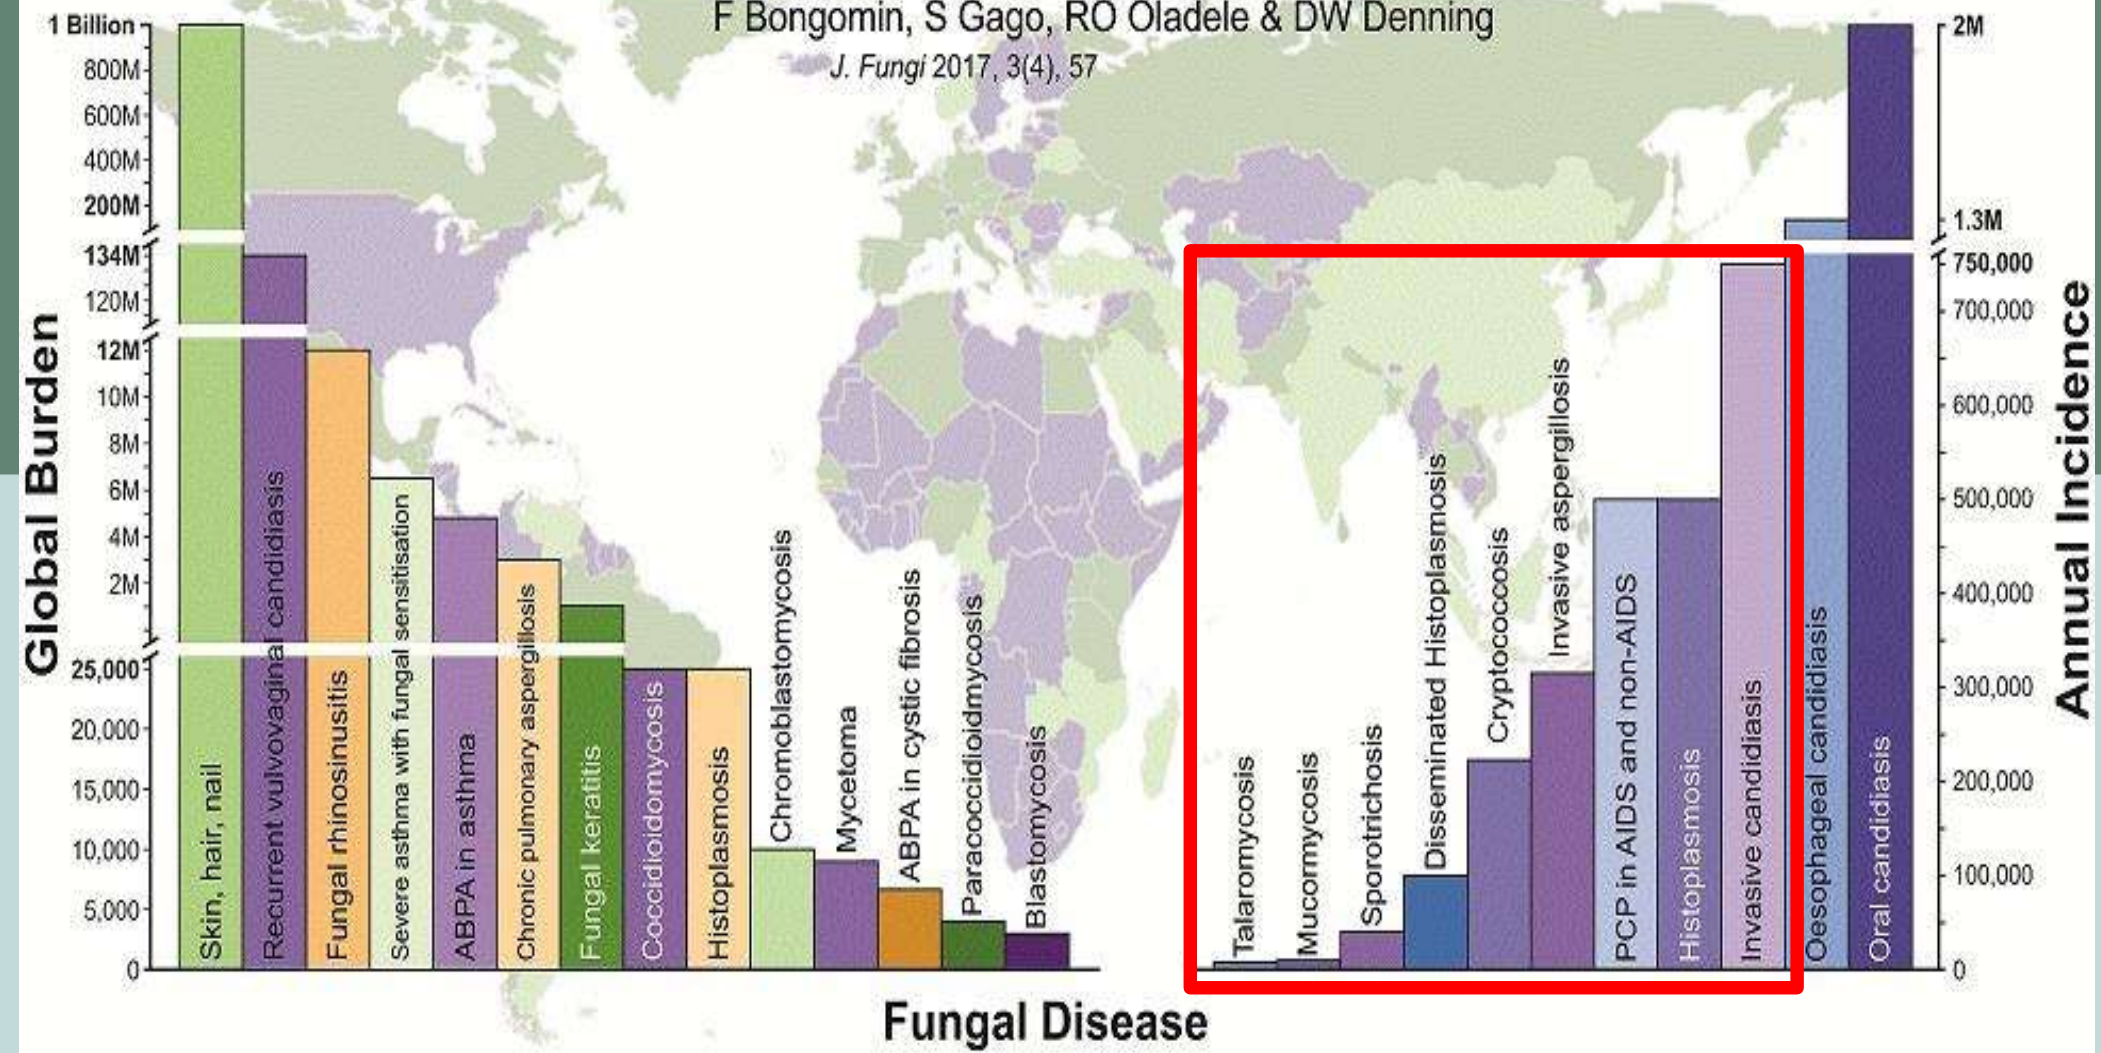 F Bongomin, S Gago, RO Oladele & DW Denning
J. Fungi 2017, 3(4), 57
Global Burden
1 Billion
800M
600M
400M
200M
134M
120M
12M
10M
8M
6M
4M
2M
25,000
20,000
15,000
10,000
5,000
0
Skin, hair, nail
Recurrent vulvovaginal candidiasis
Fungal rhinosinusitis
Severe asthma with fungal sensitisation
ABPA in asthma
Chronic pulmonary aspergillosis
Fungal keratitis
Coccidioidomycosis
Histoplasmosis
Chromoblastomycosis
Mycetoma
ABPA in cystic fibrosis
Paracoccidioidmycosis
Blastomycosis
Talaromycosis
Mucormycosis
Sporotrichosis
Disseminated Histoplasmosis
Cryptococcosis
Invasive aspergillosis
PCP in AIDS and non-AIDS
Histoplasmosis
Invasive candidiasis
Oesophageal candidiasis
Oral candidiasis
2M
1.3M
750,000
700,000
600,000
500,000
400,000
300,000
200,000
100,000
0
Annual Incidence
Fungal Disease